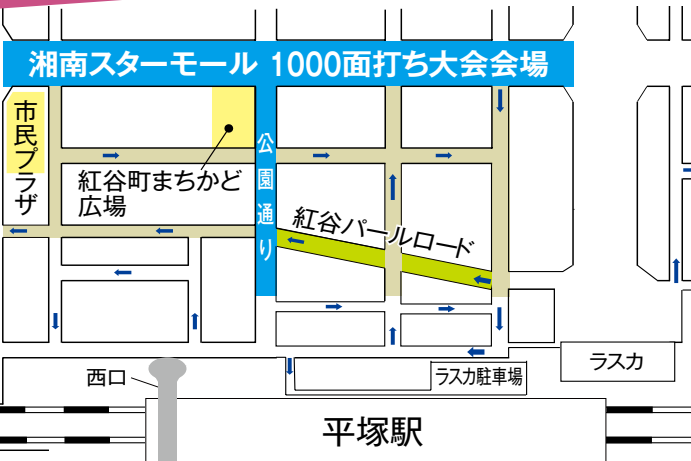 湘南スターモール 1000面打ち大会会場
市民プラザ
公園通り
紅谷町まちかど
広場
紅谷パールロード
西口
ラスカ駐車場
ラスカ
平塚駅